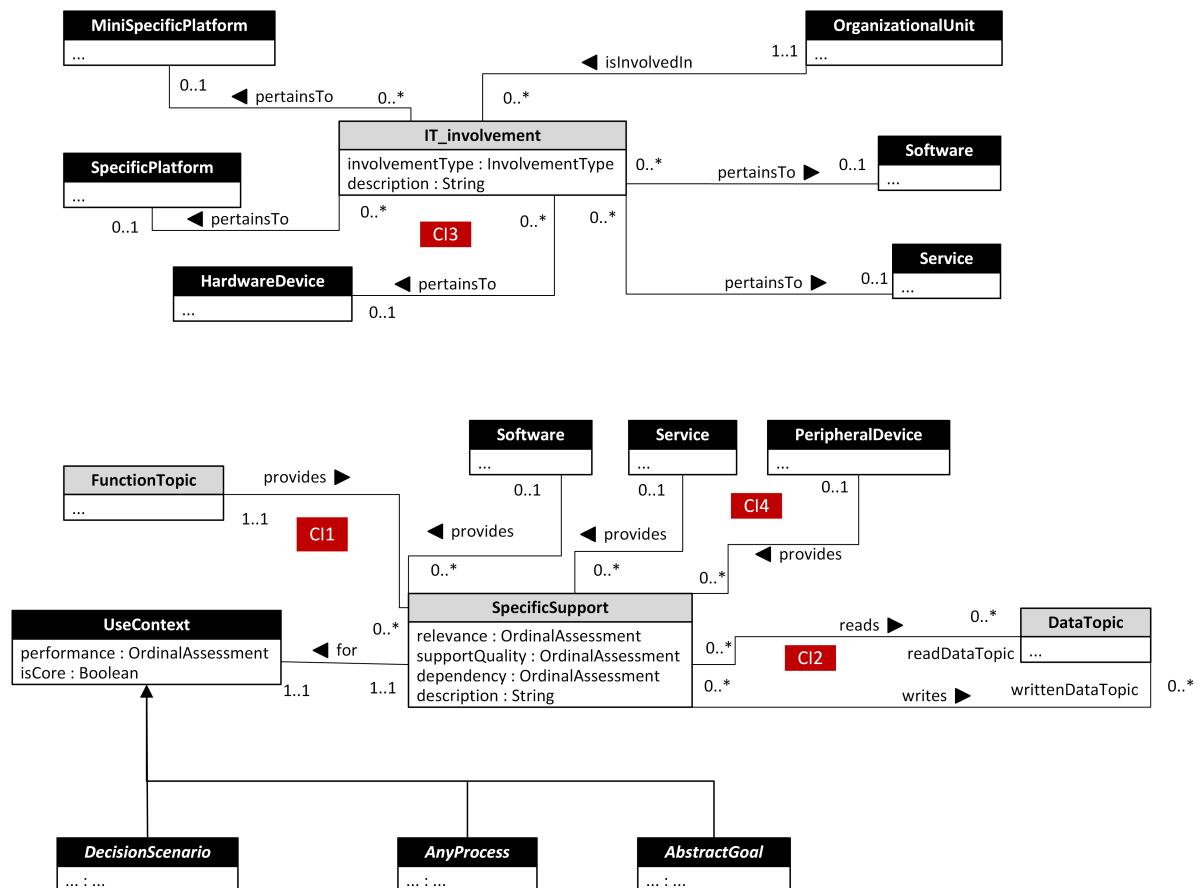 MiniSpecificPlatform
...
OrganizationalUnit
...
1..1
◀ isInvolvedIn
0..1
◀ pertainsTo
0..*
0..*
IT_involvement
involvementType : InvolvementType
description : String
SpecificPlatform
...
0..1
◀ pertainsTo
0..*
0..*
pertainsTo ▶
0..1
Software
...
CI3
0..*
0..*
HardwareDevice
...
◀ pertainsTo
0..1
pertainsTo ▶
0..1
Service
...
Software
...
Service
...
PeripheralDevice
...
FunctionTopic
...
provides ▶
1..1
CI1
0..1
0..1
0..1
CI4
◀ provides
◀ provides
◀ provides
0..*
0..*
0..*
SpecificSupport
relevance : OrdinalAssessment
supportQuality : OrdinalAssessment
dependency : OrdinalAssessment
description : String
UseContext
performance : OrdinalAssessment
isCore : Boolean
0..*
◀ for
1..1
1..1
reads ▶
0..*
DataTopic
...
0..*
CI2
readDataTopic
0..*
writes ▶
writtenDataTopic
0..*
DecisionScenario
... : ...
AnyProcess
... : ...
AbstractGoal
... : ...